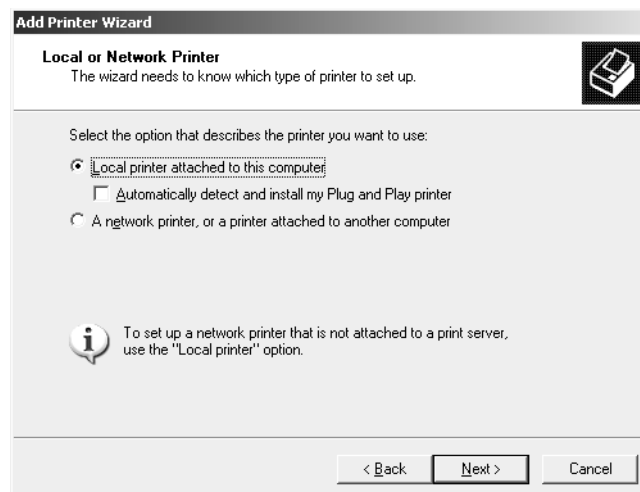 Add Printer Wizard
Local or Network Printer
The wizard needs to know which type of printer to set up.
Select the option that describes the printer you want to use:
Local printer attached to this computer
Automatically detect and install my Plug and Play printer
A network printer, or a printer attached to another computer
To set up a network printer that is not attached to a print server,
use the "Local printer" option.
< Back Next > Cancel